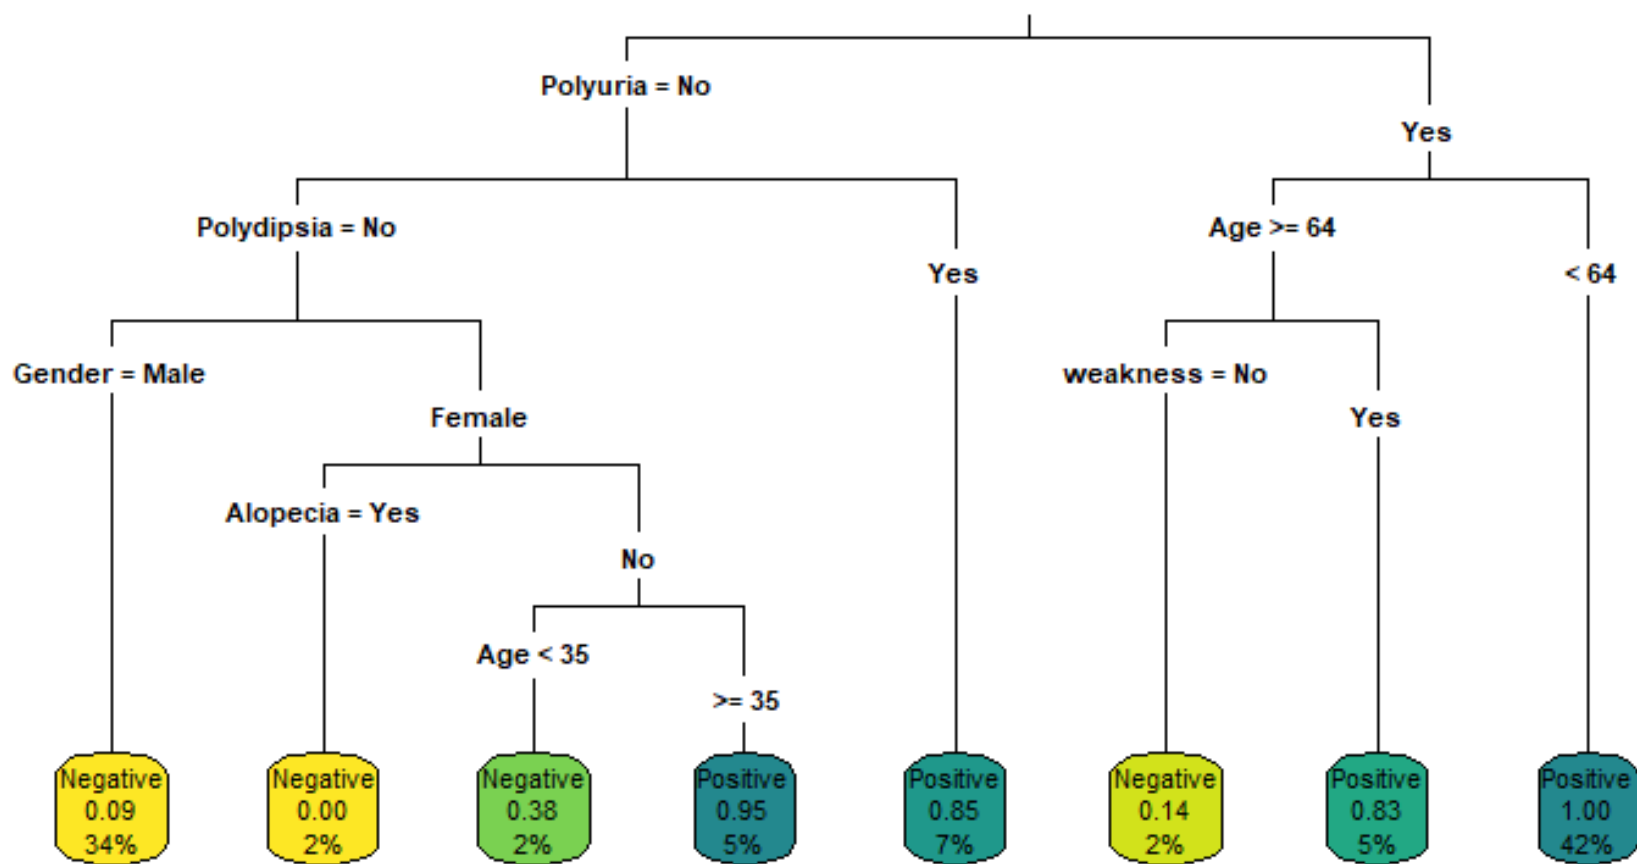 Polyuria = No
Yes
Polydipsia = No
Age >= 64
Yes
< 64
Gender = Male
weakness = No
Female
Yes
Alopecia = Yes
No
Age < 35
>= 35
Negative
0.09
34%
Negative
0.00
2%
Negative
0.38
2%
Positive
0.95
5%
Positive
0.85
7%
Negative
0.14
2%
Positive
0.83
5%
Positive
1.00
42%